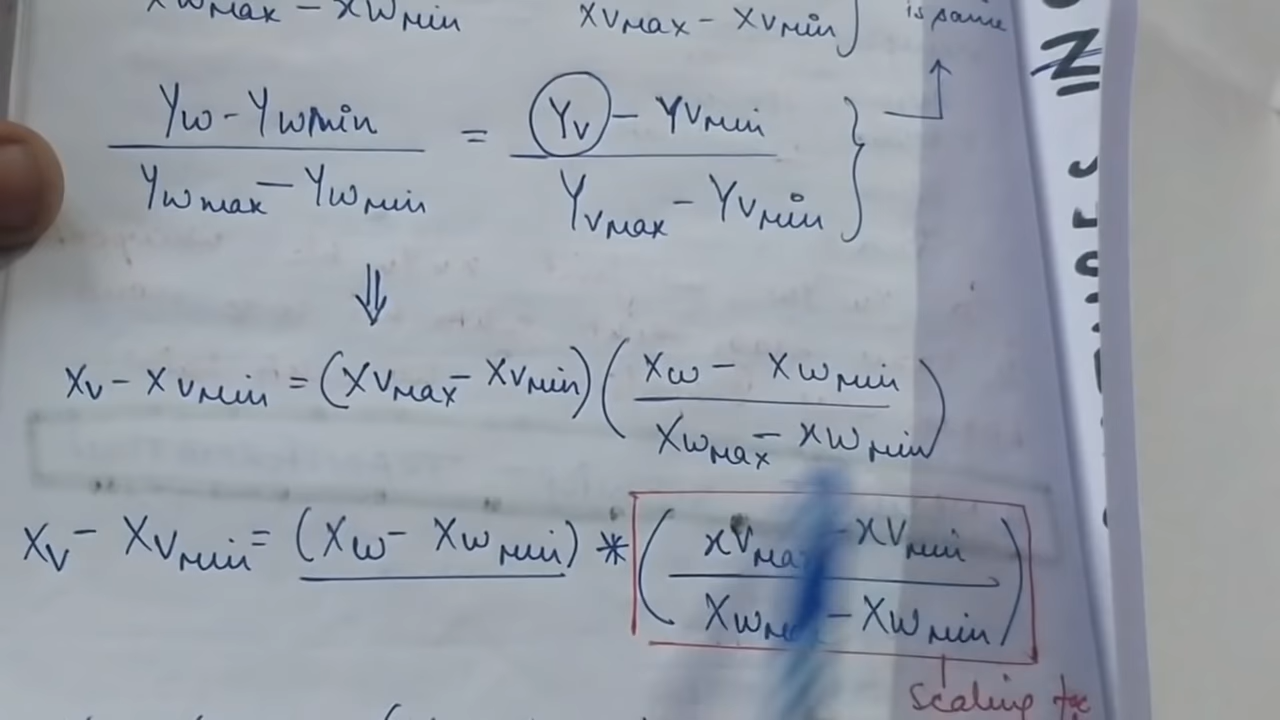 Xwmax - Xwmin    Xvmax - Xvmin } is same
Yw - Ywmin / Ywmax - Ywmin = Yv - Yvmin / Yvmax - Yvmin }
⇓
Xv - Xvmin = (Xvmax - Xvmin) ( Xw - Xwmin / Xwmax - Xwmin )
Xv - Xvmin = (Xw - Xwmin) * ( Xvmax - Xvmin / Xwmax - Xwmin )
scaling